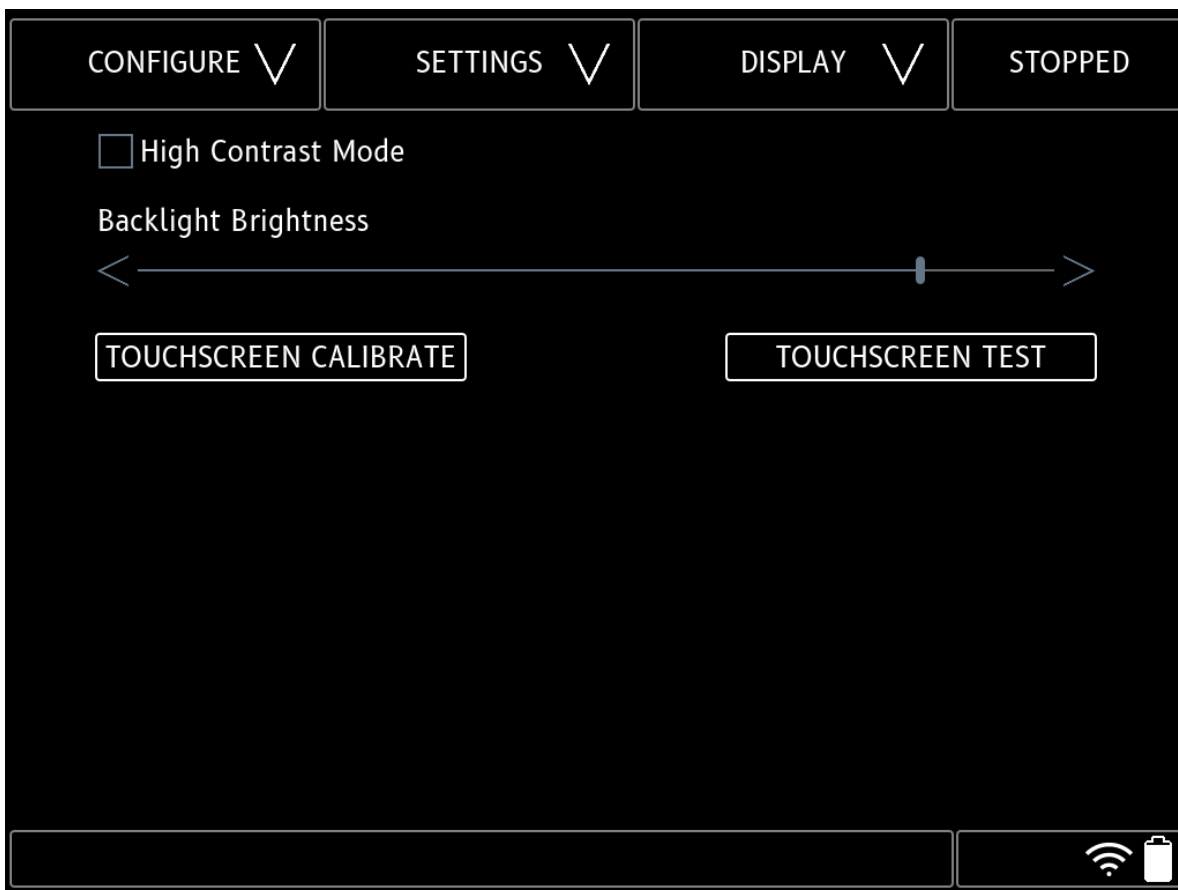 CONFIGURE SETTINGS DISPLAY STOPPED
High Contrast Mode
Backlight Brightness
TOUCHSCREEN CALIBRATE TOUCHSCREEN TEST